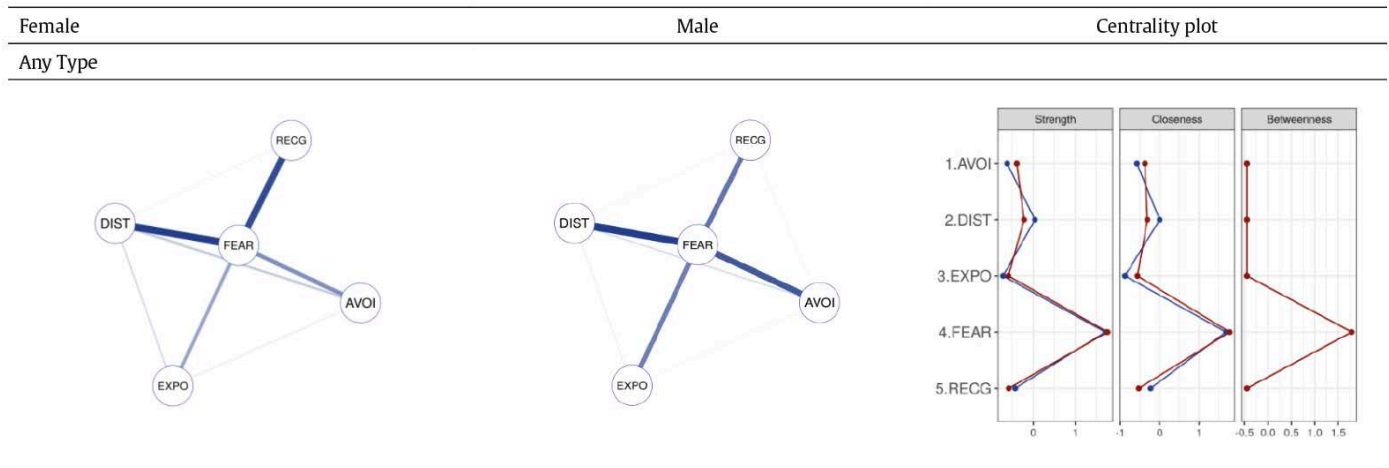 Female Male Centrality plot
Any Type
RECG
DIST
FEAR
AVOI
EXPO
RECG
DIST
FEAR
AVOI
EXPO
Strength Closeness Betweenness
1.AVOI
2.DIST
3.EXPO
4.FEAR
5.RECG
0 1 -1 0 1 -0.5 0.0 0.5 1.0 1.5